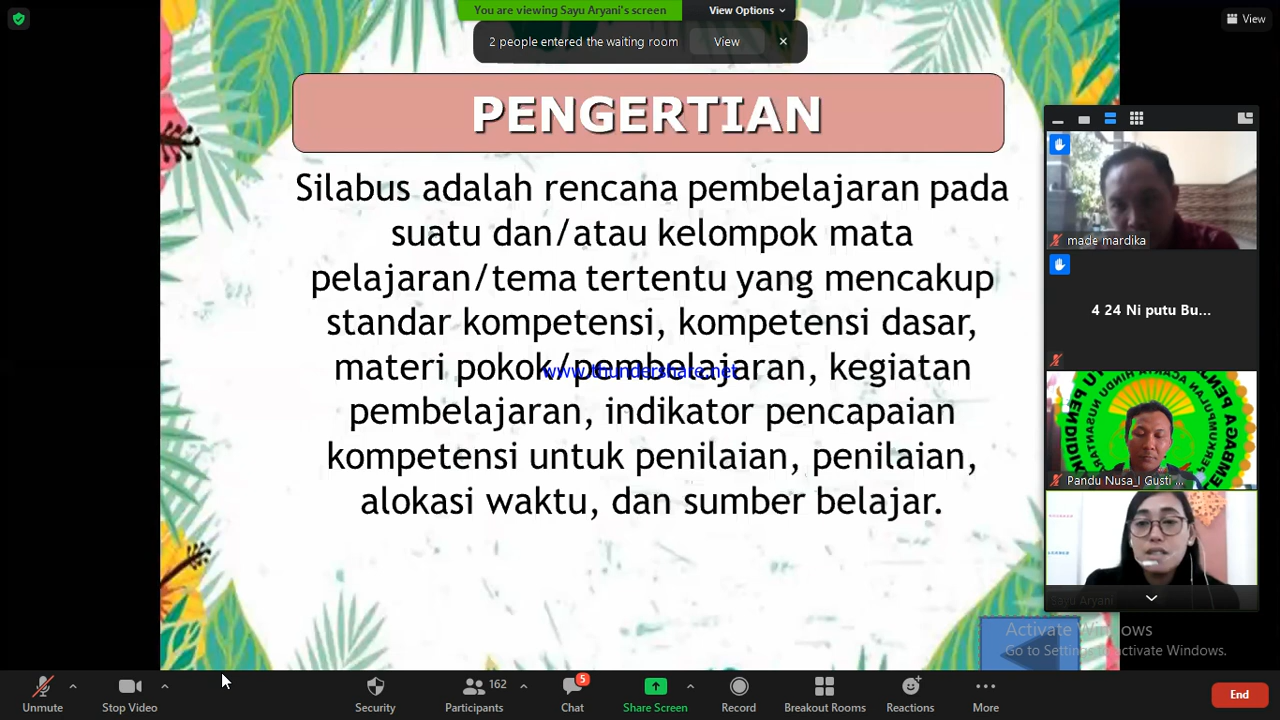 You are viewing Sayu Aryani's screen
View Options
View
2 people entered the waiting room
View
PENGERTIAN
Silabus adalah rencana pembelajaran pada
suatu dan/atau kelompok mata
pelajaran/tema tertentu yang mencakup
standar kompetensi, kompetensi dasar,
materi pokok/pembelajaran, kegiatan
www.thundershare.net
pembelajaran, indikator pencapaian
kompetensi untuk penilaian, penilaian,
alokasi waktu, dan sumber belajar.
made mardika
4 24 Ni putu Bu...
Pandu Nusa_I Gusti ...
Sayu Aryani
Activate Windows
Go to Settings to activate Windows.
Unmute
Stop Video
Security
162
Participants
5
Chat
Share Screen
Record
Breakout Rooms
Reactions
More
End